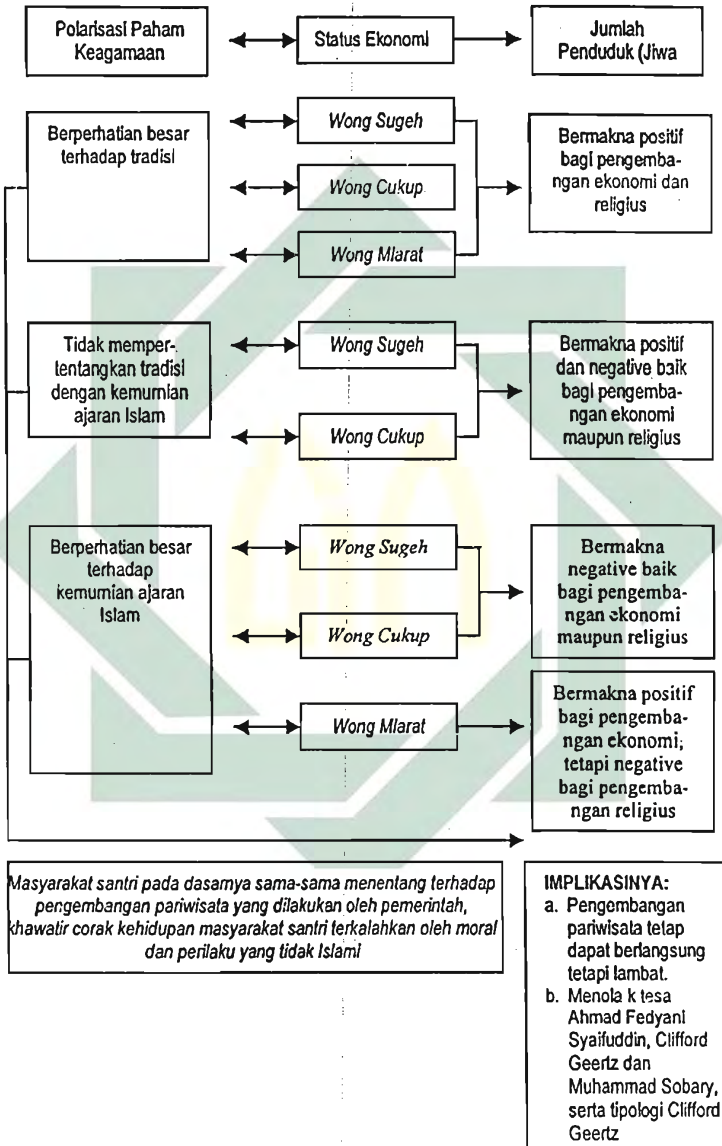 Polarisasi Paham
Keagamaan
Status Ekonomi
Jumlah
Penduduk (Jiwa
Berperhatian besar
terhadap tradisi
Wong Sugeh
Wong Cukup
Wong Mlarat
Bermakna positif
bagi pengemba-
ngan ekonomi dan
religius
Tidak memper-
tentangkan tradisi
dengan kemurnian
ajaran Islam
Wong Sugeh
Wong Cukup
Bermakna positif
dan negative baik
bagi pengemba-
ngan ekonomi
maupun religius
Berperhatian besar
terhadap
kemurnian ajaran
Islam
Wong Sugeh
Wong Cukup
Wong Mlarat
Bermakna
negative baik
bagi pengemba-
ngan ekonomi
maupun religius
Bermakna positif
bagi pengemba-
ngan ekonomi;
tetapi negative
bagi pengemba-
ngan religius
Masyarakat santri pada dasarnya sama-sama menentang terhadap
pengembangan pariwisata yang dilakukan oleh pemerintah,
khawatir corak kehidupan masyarakat santri terkalahkan oleh moral
dan perilaku yang tidak Islami
IMPLIKASINYA:
a. Pengembangan
pariwisata tetap
dapat berlangsung
tetapi lambat.
b. Menola k tesa
Ahmad Fedyani
Syaifuddin, Clifford
Geertz dan
Muhammad Sobary,
serta tipologi Clifford
Geertz